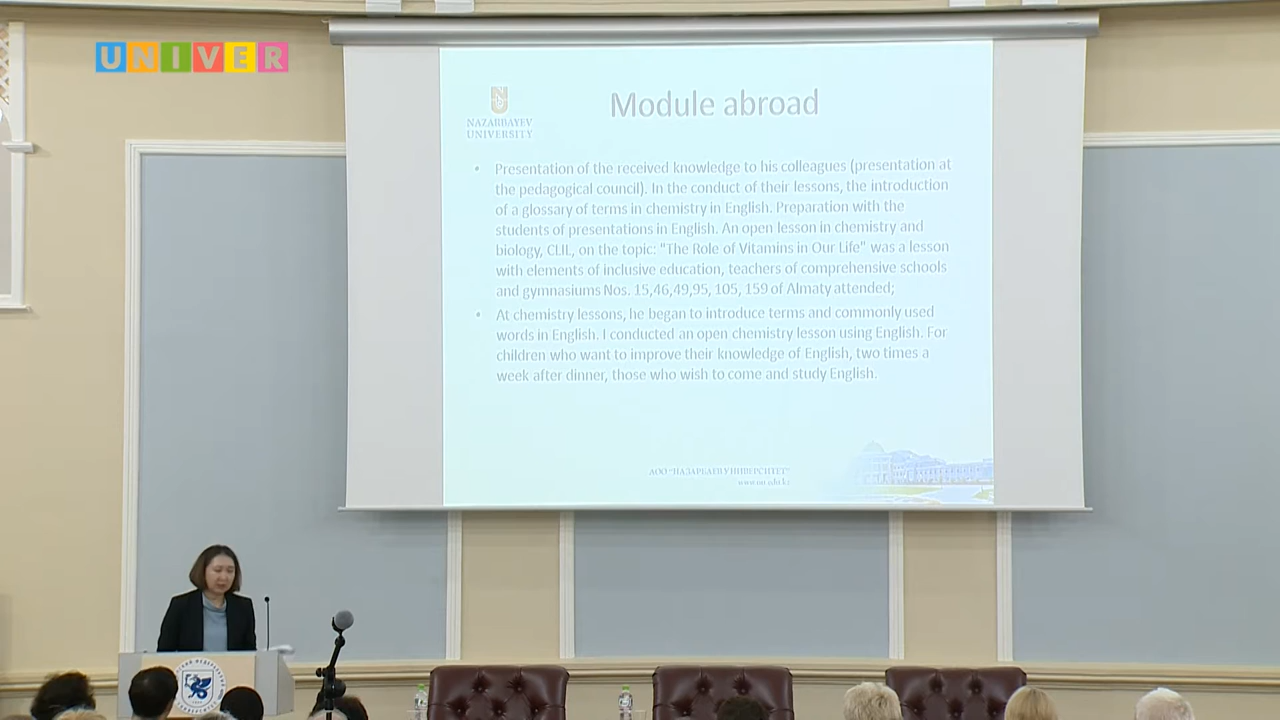 UNIVER
NAZARBAYEV
UNIVERSITY
Module abroad
• Presentation of the received knowledge to his colleagues (presentation at
the pedagogical council). In the conduct of their lessons, the introduction
of a glossary of terms in chemistry in English. Preparation with the
students of presentations in English. An open lesson in chemistry and
biology, CLIL, on the topic: "The Role of Vitamins in Our Life" was a lesson
with elements of inclusive education, teachers of comprehensive schools
and gymnasiums Nos. 15,46,49,95, 105, 159 of Almaty attended;
• At chemistry lessons, he began to introduce terms and commonly used
words in English. I conducted an open chemistry lesson using English. For
children who want to improve their knowledge of English, two times a
week after dinner, those who wish to come and study English.
АОО "НАЗАРБАЕВ УНИВЕРСИТЕТ"
www.nu.edu.kz